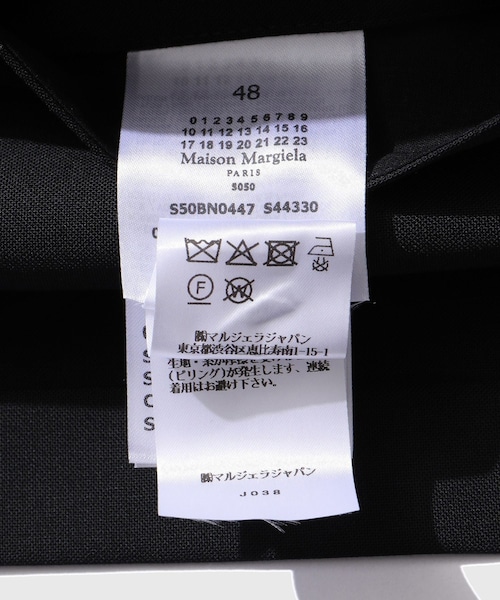 48
0 1 2 3 4 5 6 7 8 9
10 11 12 13 14 15 16
17 18 19 20 21 22 23
Maison Margiela
PARIS
S050
S50BN0447 S44330
F
W
㈱マルジェラジャパン
東京都渋谷区恵比寿南1-15-1
(ピリング)が発生します、連続
着用はお避け下さい。
㈱マルジェラジャパン
J038